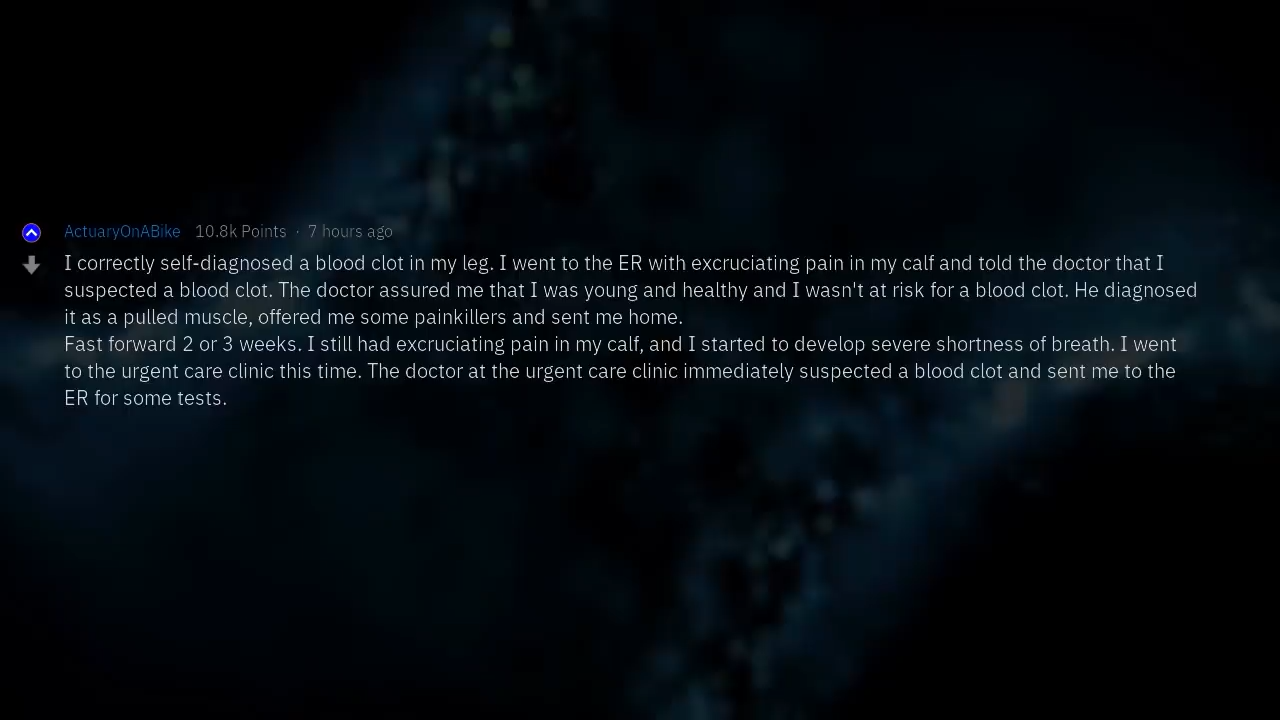 ActuaryOnABike 10.8k Points · 7 hours ago
I correctly self-diagnosed a blood clot in my leg. I went to the ER with excruciating pain in my calf and told the doctor that I
suspected a blood clot. The doctor assured me that I was young and healthy and I wasn't at risk for a blood clot. He diagnosed
it as a pulled muscle, offered me some painkillers and sent me home.
Fast forward 2 or 3 weeks. I still had excruciating pain in my calf, and I started to develop severe shortness of breath. I went
to the urgent care clinic this time. The doctor at the urgent care clinic immediately suspected a blood clot and sent me to the
ER for some tests.